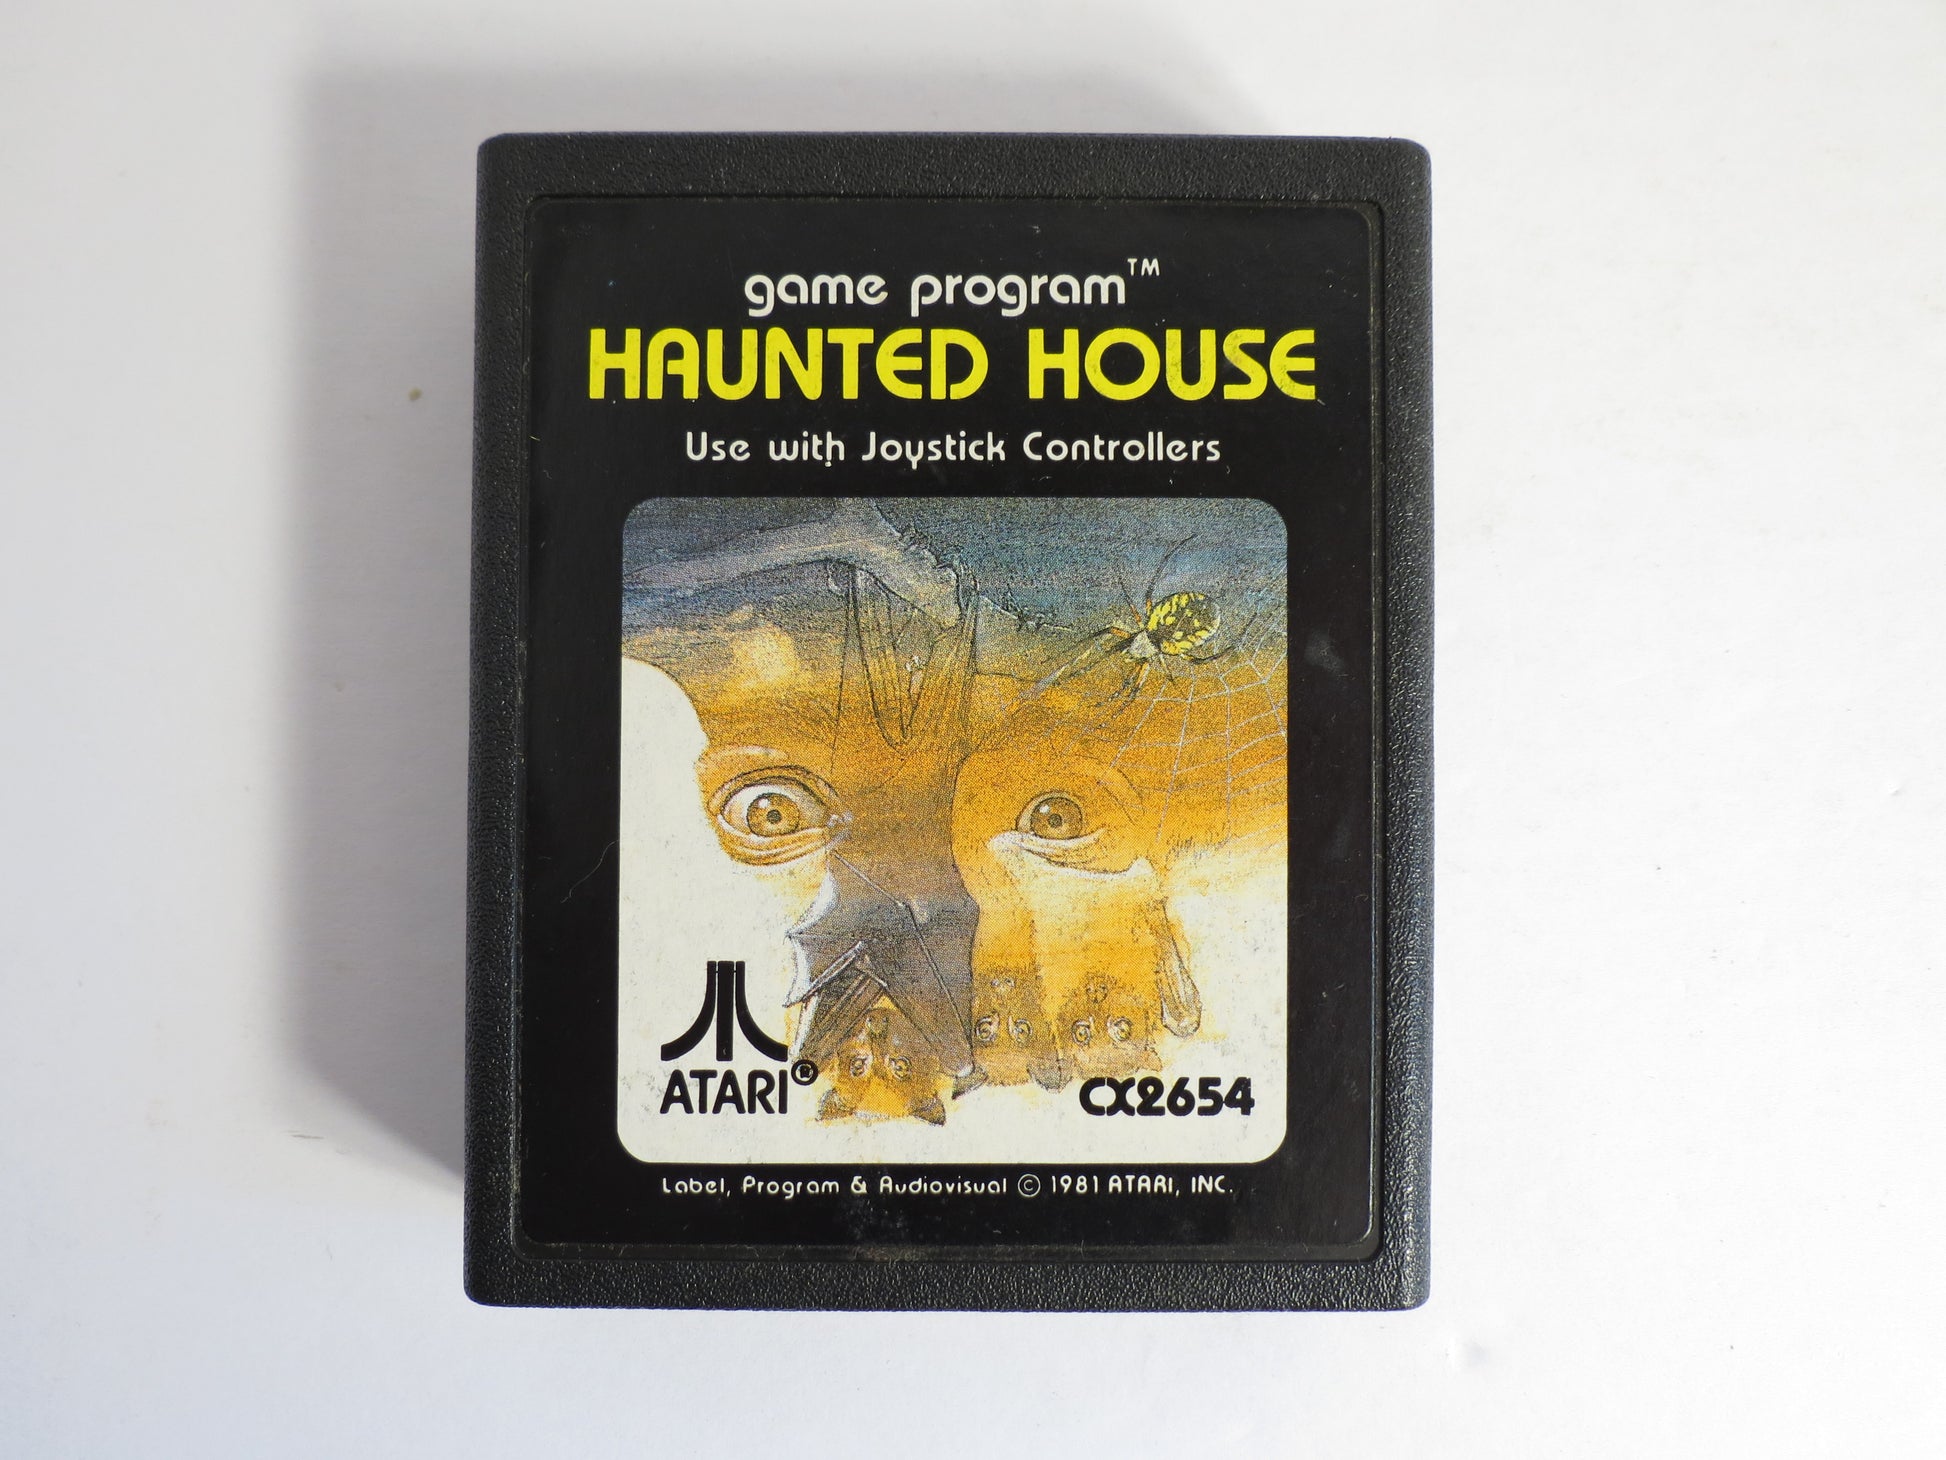 game program™
HAUNTED HOUSE
Use with Joystick Controllers
ATARI®
CX2654
Label, Program & Audiovisual © 1981 ATARI, INC.